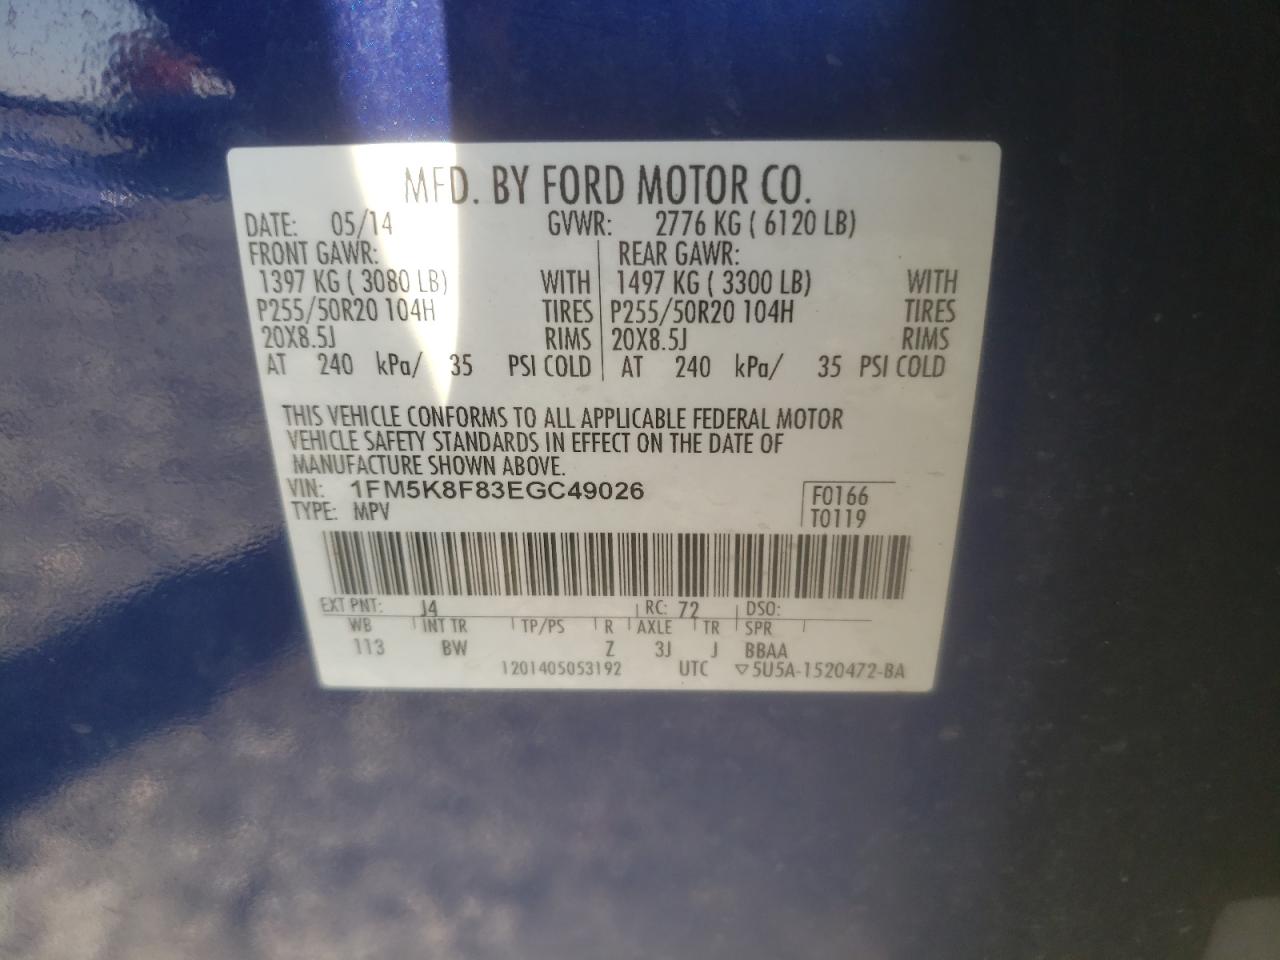 MFD. BY FORD MOTOR CO.
DATE: 05/14 GVWR: 2776 KG ( 6120 LB)
FRONT GAWR: REAR GAWR:
1397 KG ( 3080 LB) WITH 1497 KG ( 3300 LB) WITH
P255/50R20 104H TIRES P255/50R20 104H TIRES
20X8.5J RIMS 20X8.5J RIMS
AT 240 kPa/ 35 PSI COLD AT 240 kPa/ 35 PSI COLD
THIS VEHICLE CONFORMS TO ALL APPLICABLE FEDERAL MOTOR
VEHICLE SAFETY STANDARDS IN EFFECT ON THE DATE OF
MANUFACTURE SHOWN ABOVE.
VIN: 1FM5K8F83EGC49026 F0166
TYPE: MPV T0119
EXT PNT: J4 RC: 72 DSO:
WB INT TR TP/PS R AXLE TR SPR
113 BW Z 3J J BBAA
1201405053192 UTC ▽5U5A-1520472-BA